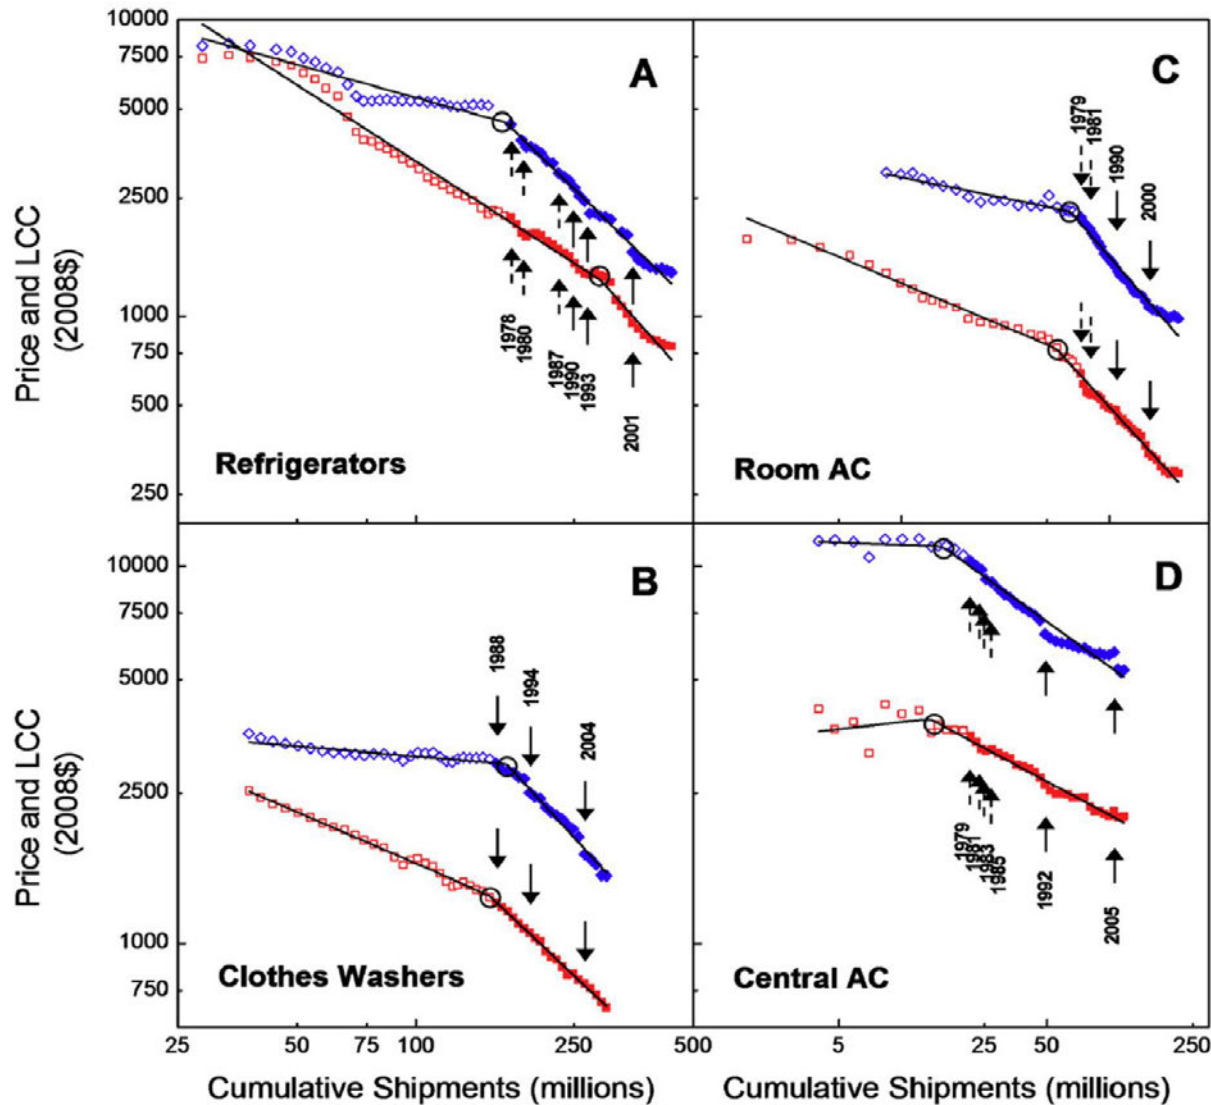 10000
7500
5000
2500
1000
750
500
250
Price and LCC
(2008$)
A
1978
1980
1987
1990
1993
2001
Refrigerators
C
1979
1981
1990
2000
Room AC
10000
7500
5000
2500
1000
750
Price and LCC
(2008$)
B
1988
1994
2004
Clothes Washers
D
1979
1981
1983
1985
1992
2005
Central AC
25 50 75 100 250 500
5 25 50 250
Cumulative Shipments (millions)
Cumulative Shipments (millions)